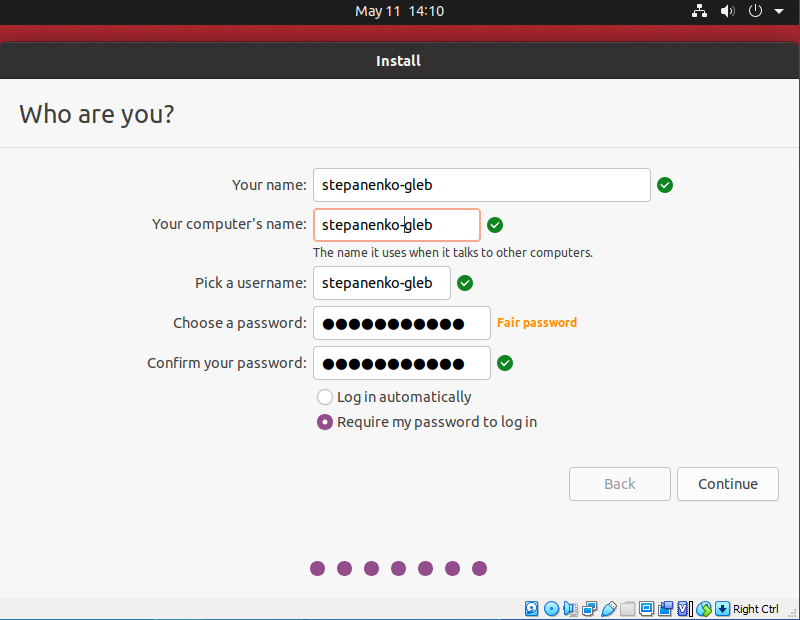 May 11 14:10
Install
Who are you?
Your name: stepanenko-gleb
Your computer's name: stepanenko-gleb
The name it uses when it talks to other computers.
Pick a username: stepanenko-gleb
Choose a password: ●●●●●●●●●●● Fair password
Confirm your password: ●●●●●●●●●●●
Log in automatically
Require my password to log in
Back Continue
Right Ctrl